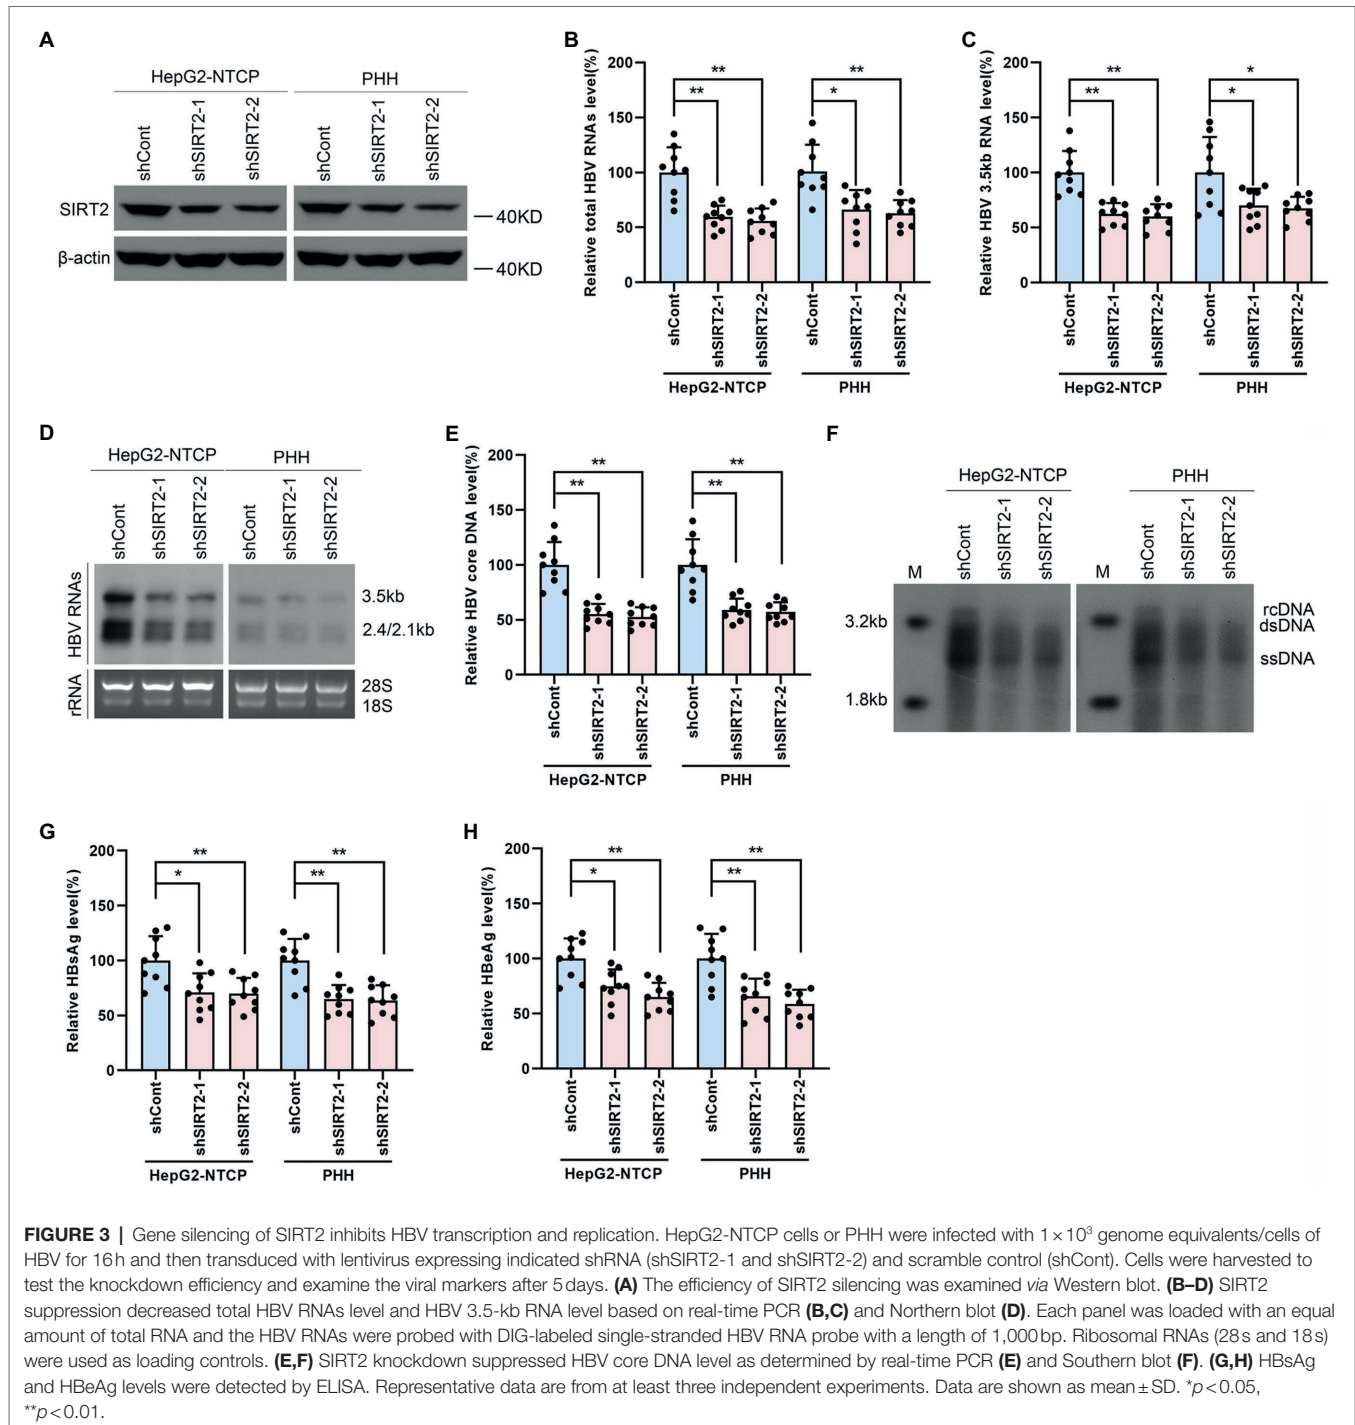 A
HepG2-NTCP PHH
shCont shSIRT2-1 shSIRT2-2 shCont shSIRT2-1 shSIRT2-2
SIRT2
40KD
β-actin
40KD
B
Relative total HBV RNAs level(%)
200
150
100
50
0
** ** * **
shCont shSIRT2-1 shSIRT2-2 shCont shSIRT2-1 shSIRT2-2
HepG2-NTCP PHH
C
Relative HBV 3.5kb RNA level(%)
200
150
100
50
0
** ** * *
shCont shSIRT2-1 shSIRT2-2 shCont shSIRT2-1 shSIRT2-2
HepG2-NTCP PHH
D
HepG2-NTCP PHH
shCont shSIRT2-1 shSIRT2-2 shCont shSIRT2-1 shSIRT2-2
HBV RNAs
3.5kb
2.4/2.1kb
rRNA
28S
18S
E
Relative HBV core DNA level(%)
200
150
100
50
0
** ** ** **
shCont shSIRT2-1 shSIRT2-2 shCont shSIRT2-1 shSIRT2-2
HepG2-NTCP PHH
F
HepG2-NTCP PHH
M shCont shSIRT2-1 shSIRT2-2 M shCont shSIRT2-1 shSIRT2-2
3.2kb
1.8kb
rcDNA
dsDNA
ssDNA
G
Relative HBsAg level(%)
200
150
100
50
0
* ** ** **
shCont shSIRT2-1 shSIRT2-2 shCont shSIRT2-1 shSIRT2-2
HepG2-NTCP PHH
H
Relative HBeAg level(%)
200
150
100
50
0
* ** ** **
shCont shSIRT2-1 shSIRT2-2 shCont shSIRT2-1 shSIRT2-2
HepG2-NTCP PHH
FIGURE 3 | Gene silencing of SIRT2 inhibits HBV transcription and replication. HepG2-NTCP cells or PHH were infected with 1 × 10³ genome equivalents/cells of
HBV for 16 h and then transduced with lentivirus expressing indicated shRNA (shSIRT2-1 and shSIRT2-2) and scramble control (shCont). Cells were harvested to
test the knockdown efficiency and examine the viral markers after 5 days. (A) The efficiency of SIRT2 silencing was examined via Western blot. (B–D) SIRT2
suppression decreased total HBV RNAs level and HBV 3.5-kb RNA level based on real-time PCR (B,C) and Northern blot (D). Each panel was loaded with an equal
amount of total RNA and the HBV RNAs were probed with DIG-labeled single-stranded HBV RNA probe with a length of 1,000 bp. Ribosomal RNAs (28 s and 18 s)
were used as loading controls. (E,F) SIRT2 knockdown suppressed HBV core DNA level as determined by real-time PCR (E) and Southern blot (F). (G,H) HBsAg
and HBeAg levels were detected by ELISA. Representative data are from at least three independent experiments. Data are shown as mean ± SD. *p < 0.05,
**p < 0.01.